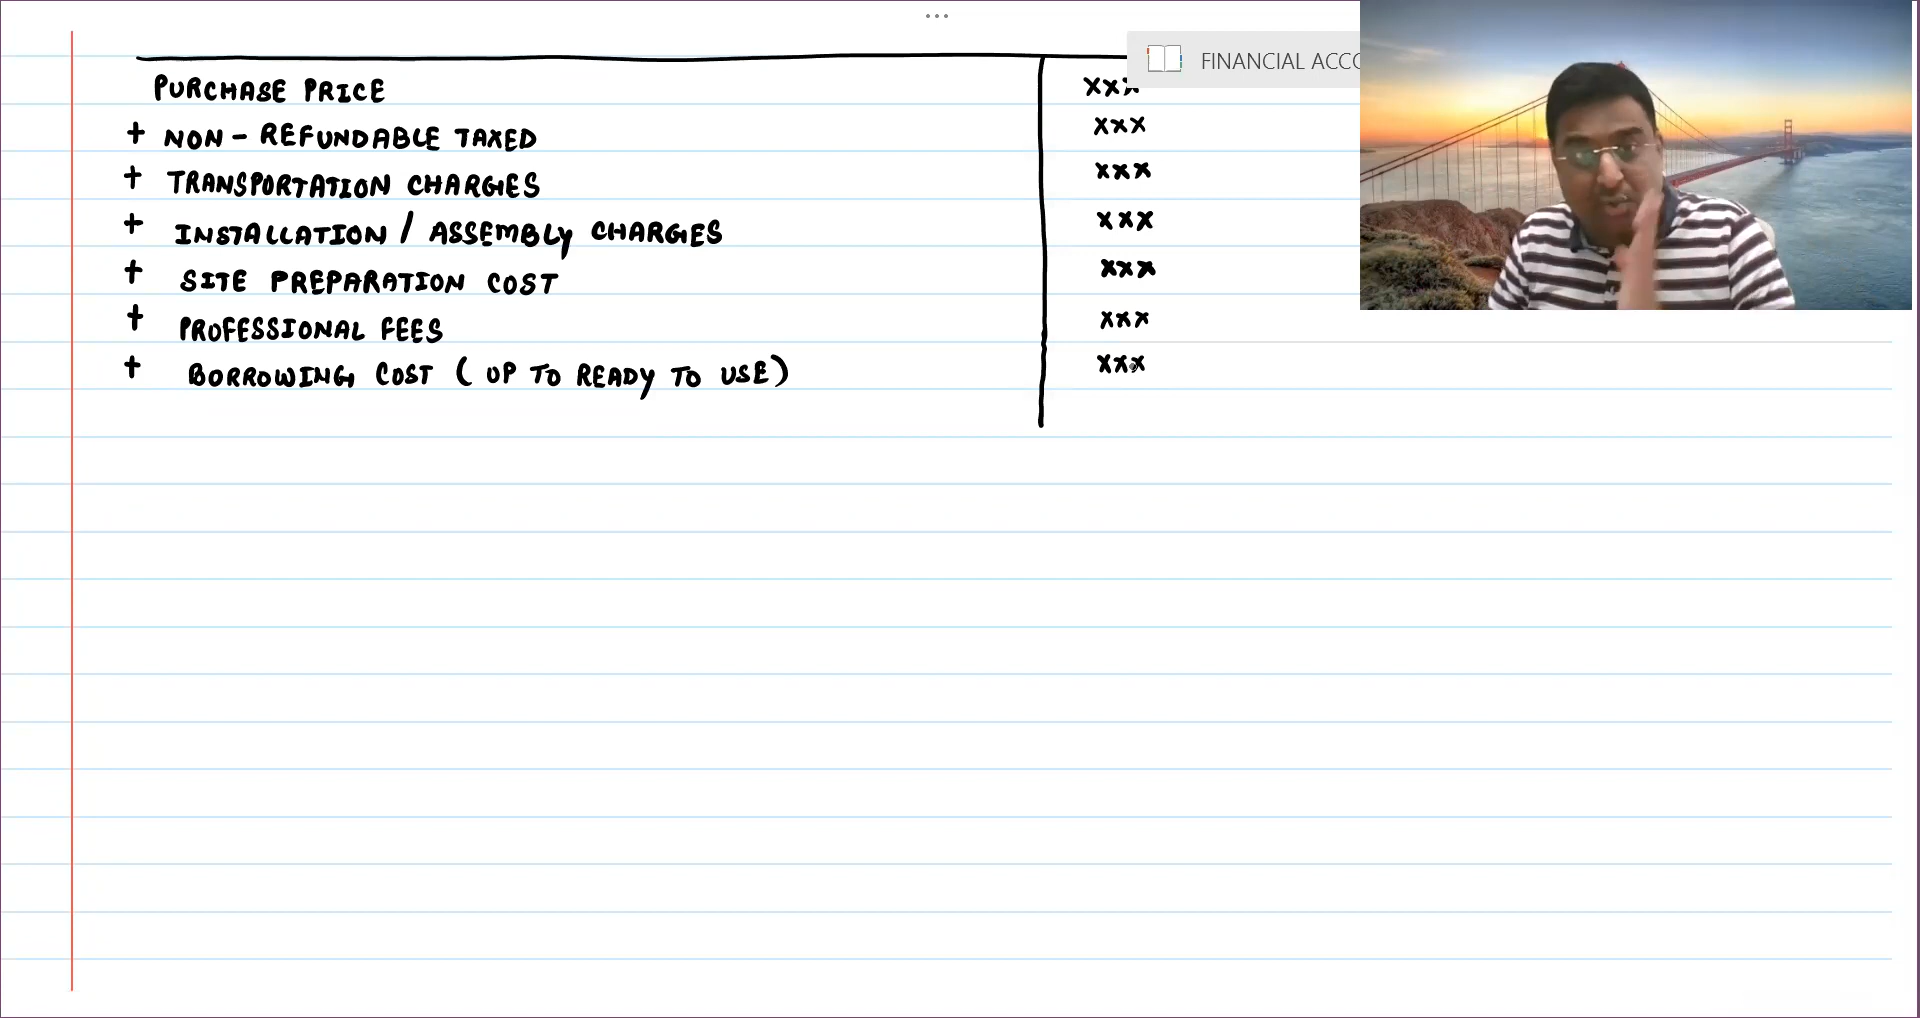 FINANCIAL ACCO
PURCHASE PRICE xxx
+ NON - REFUNDABLE TAXED xxx
+ TRANSPORTATION CHARGES xxx
+ INSTALLATION / ASSEMBLY CHARGES xxx
+ SITE PREPARATION COST xxx
+ PROFESSIONAL FEES xxx
+ BORROWING COST ( UP TO READY TO USE ) xxx